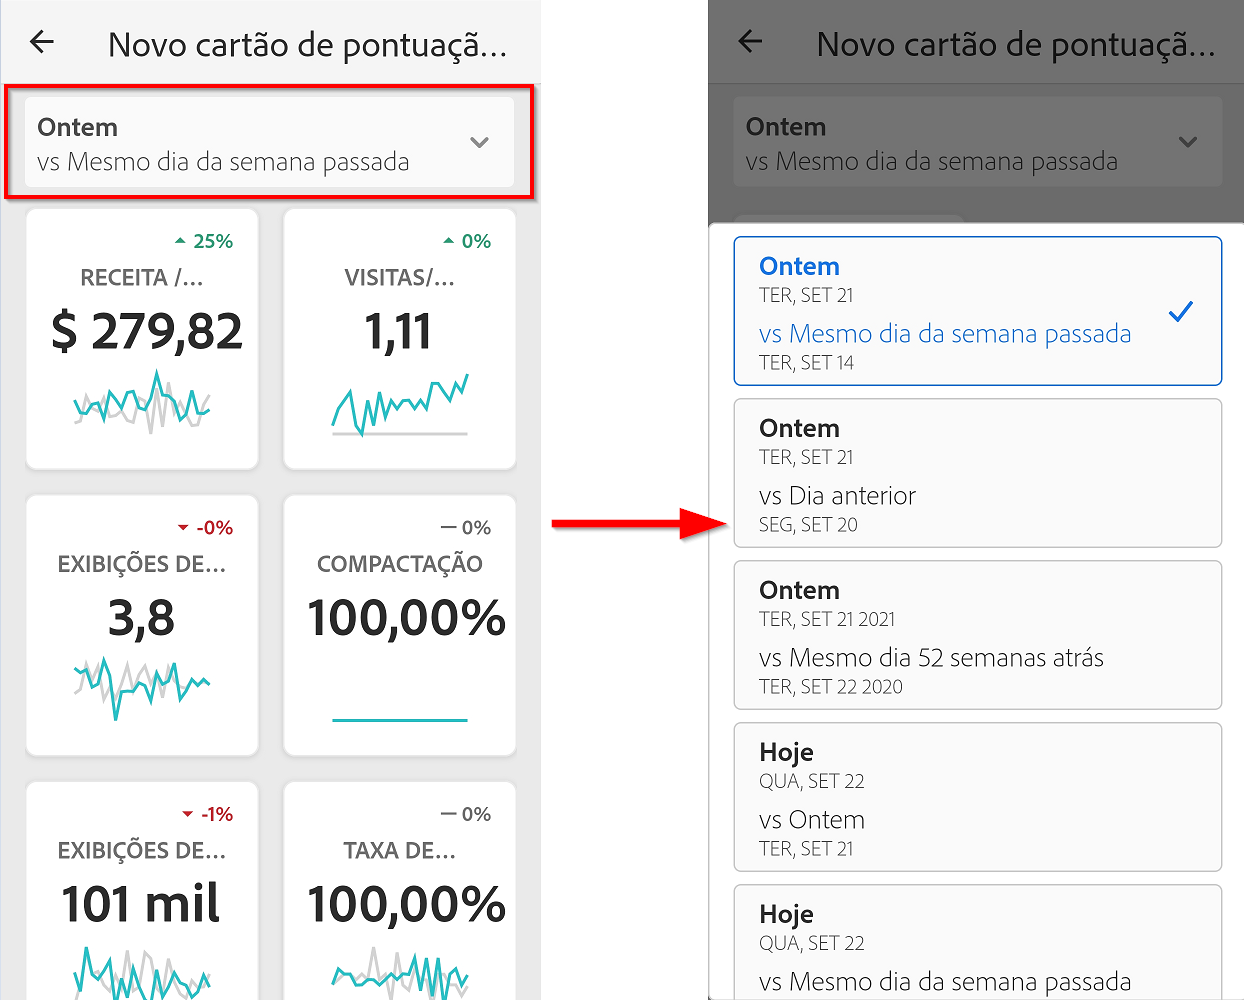 Novo cartão de pontuaçã...
Ontem
vs Mesmo dia da semana passada
25%
RECEITA /...
$ 279,82
0%
VISITAS/...
1,11
-0%
EXIBIÇÕES DE...
3,8
0%
COMPACTAÇÃO
100,00%
-1%
EXIBIÇÕES DE...
101 mil
0%
TAXA DE...
100,00%
Novo cartão de pontuaçã...
Ontem
vs Mesmo dia da semana passada
Ontem
TER, SET 21
vs Mesmo dia da semana passada
TER, SET 14
Ontem
TER, SET 21
vs Dia anterior
SEG, SET 20
Ontem
TER, SET 21 2021
vs Mesmo dia 52 semanas atrás
TER, SET 22 2020
Hoje
QUA, SET 22
vs Ontem
TER, SET 21
Hoje
QUA, SET 22
vs Mesmo dia da semana passada